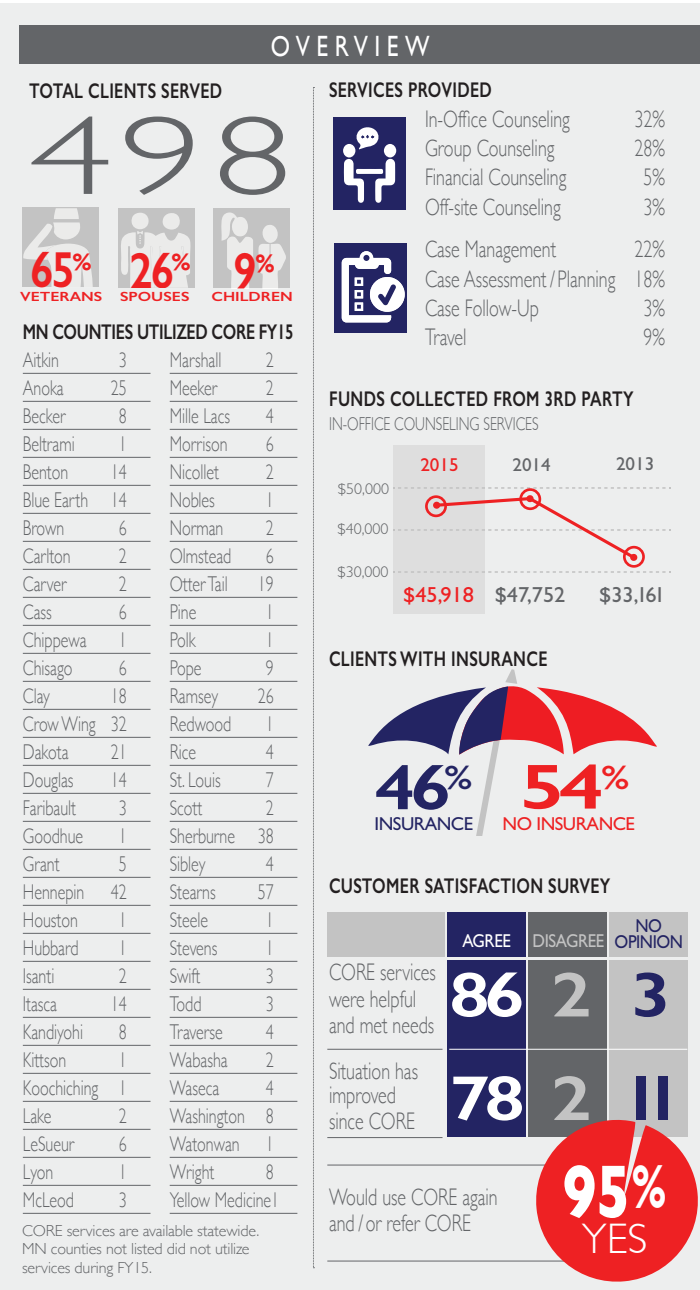 OVERVIEW
TOTAL CLIENTS SERVED
498
65% 26% 9%
VETERANS SPOUSES CHILDREN
MN COUNTIES UTILIZED CORE FY15
Aitkin 3
Anoka 25
Becker 8
Beltrami 1
Benton 14
Blue Earth 14
Brown 6
Carlton 2
Carver 2
Cass 6
Chippewa 1
Chisago 6
Clay 18
Crow Wing 32
Dakota 21
Douglas 14
Faribault 3
Goodhue 1
Grant 5
Hennepin 42
Houston 1
Hubbard 1
Isanti 2
Itasca 14
Kandiyohi 8
Kittson 1
Koochiching 1
Lake 2
LeSueur 6
Lyon 1
McLeod 3
Marshall 2
Meeker 2
Mille Lacs 4
Morrison 6
Nicollet 2
Nobles 1
Norman 2
Olmstead 6
Otter Tail 19
Pine 1
Polk 1
Pope 9
Ramsey 26
Redwood 1
Rice 4
St. Louis 7
Scott 2
Sherburne 38
Sibley 4
Stearns 57
Steele 1
Stevens 1
Swift 3
Todd 3
Traverse 4
Wabasha 2
Waseca 4
Washington 8
Watonwan 1
Wright 8
Yellow Medicine 1
CORE services are available statewide.
MN counties not listed did not utilize
services during FY15.
SERVICES PROVIDED
In-Office Counseling 32%
Group Counseling 28%
Financial Counseling 5%
Off-site Counseling 3%
Case Management 22%
Case Assessment / Planning 18%
Case Follow-Up 3%
Travel 9%
FUNDS COLLECTED FROM 3RD PARTY
IN-OFFICE COUNSELING SERVICES
2015 2014 2013
$50,000
$40,000
$30,000
$45,918 $47,752 $33,161
CLIENTS WITH INSURANCE
46% 54%
INSURANCE NO INSURANCE
CUSTOMER SATISFACTION SURVEY
AGREE DISAGREE NO OPINION
CORE services
were helpful
and met needs
86 2 3
Situation has
improved
since CORE
78 2 11
Would use CORE again
and / or refer CORE
95%
YES